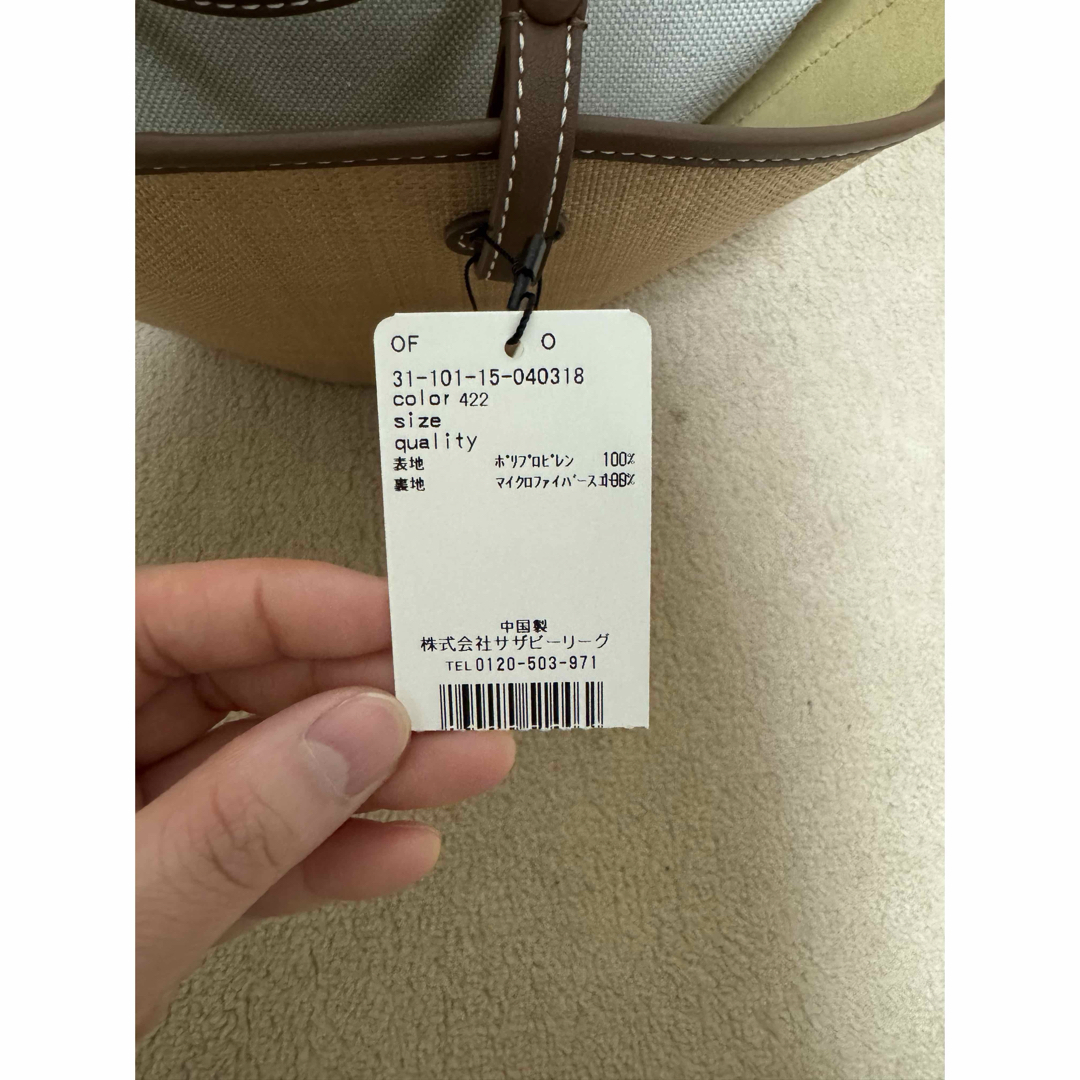 OF O
31-101-15-040318
color 422
size
quality
表地 ポリプロピレン 100%
裏地 マイクロファイバースエ100%
中国製
株式会社サザビーリーグ
TEL 0120-503-971